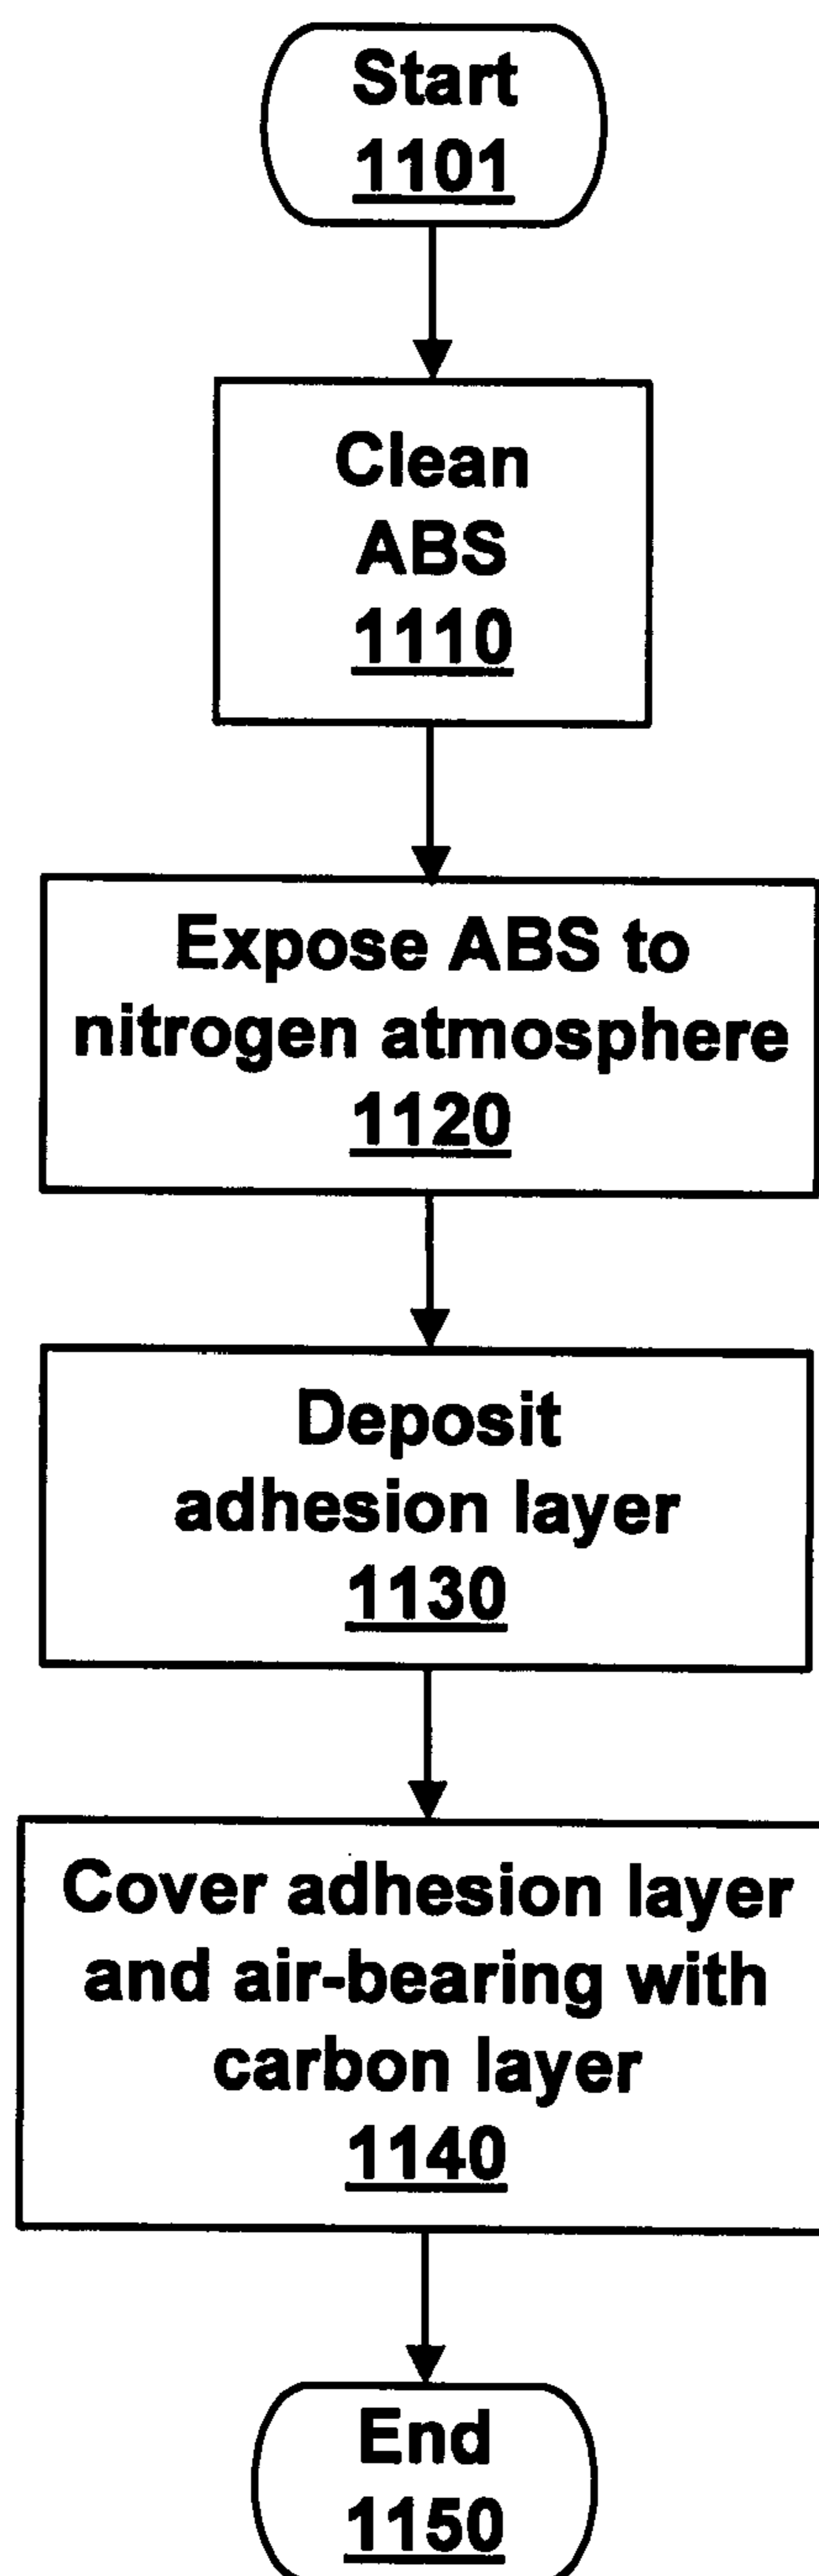 Start
1101
Clean
ABS
1110
Expose ABS to
nitrogen atmosphere
1120
Deposit
adhesion layer
1130
Cover adhesion layer
and air-bearing with
carbon layer
1140
End
1150